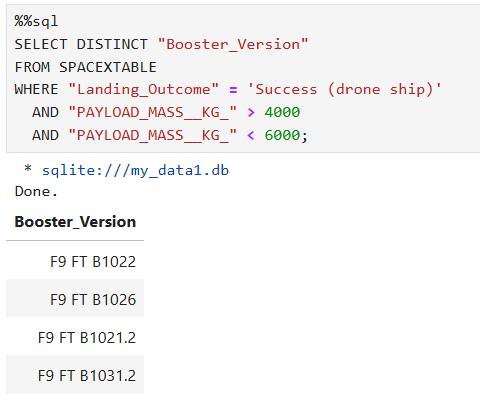 %%sql
SELECT DISTINCT "Booster_Version"
FROM SPACEXTABLE
WHERE "Landing_Outcome" = 'Success (drone ship)'
  AND "PAYLOAD_MASS__KG_" > 4000
  AND "PAYLOAD_MASS__KG_" < 6000;
* sqlite:///my_data1.db
Done.
Booster_Version
F9 FT B1022
F9 FT B1026
F9 FT B1021.2
F9 FT B1031.2